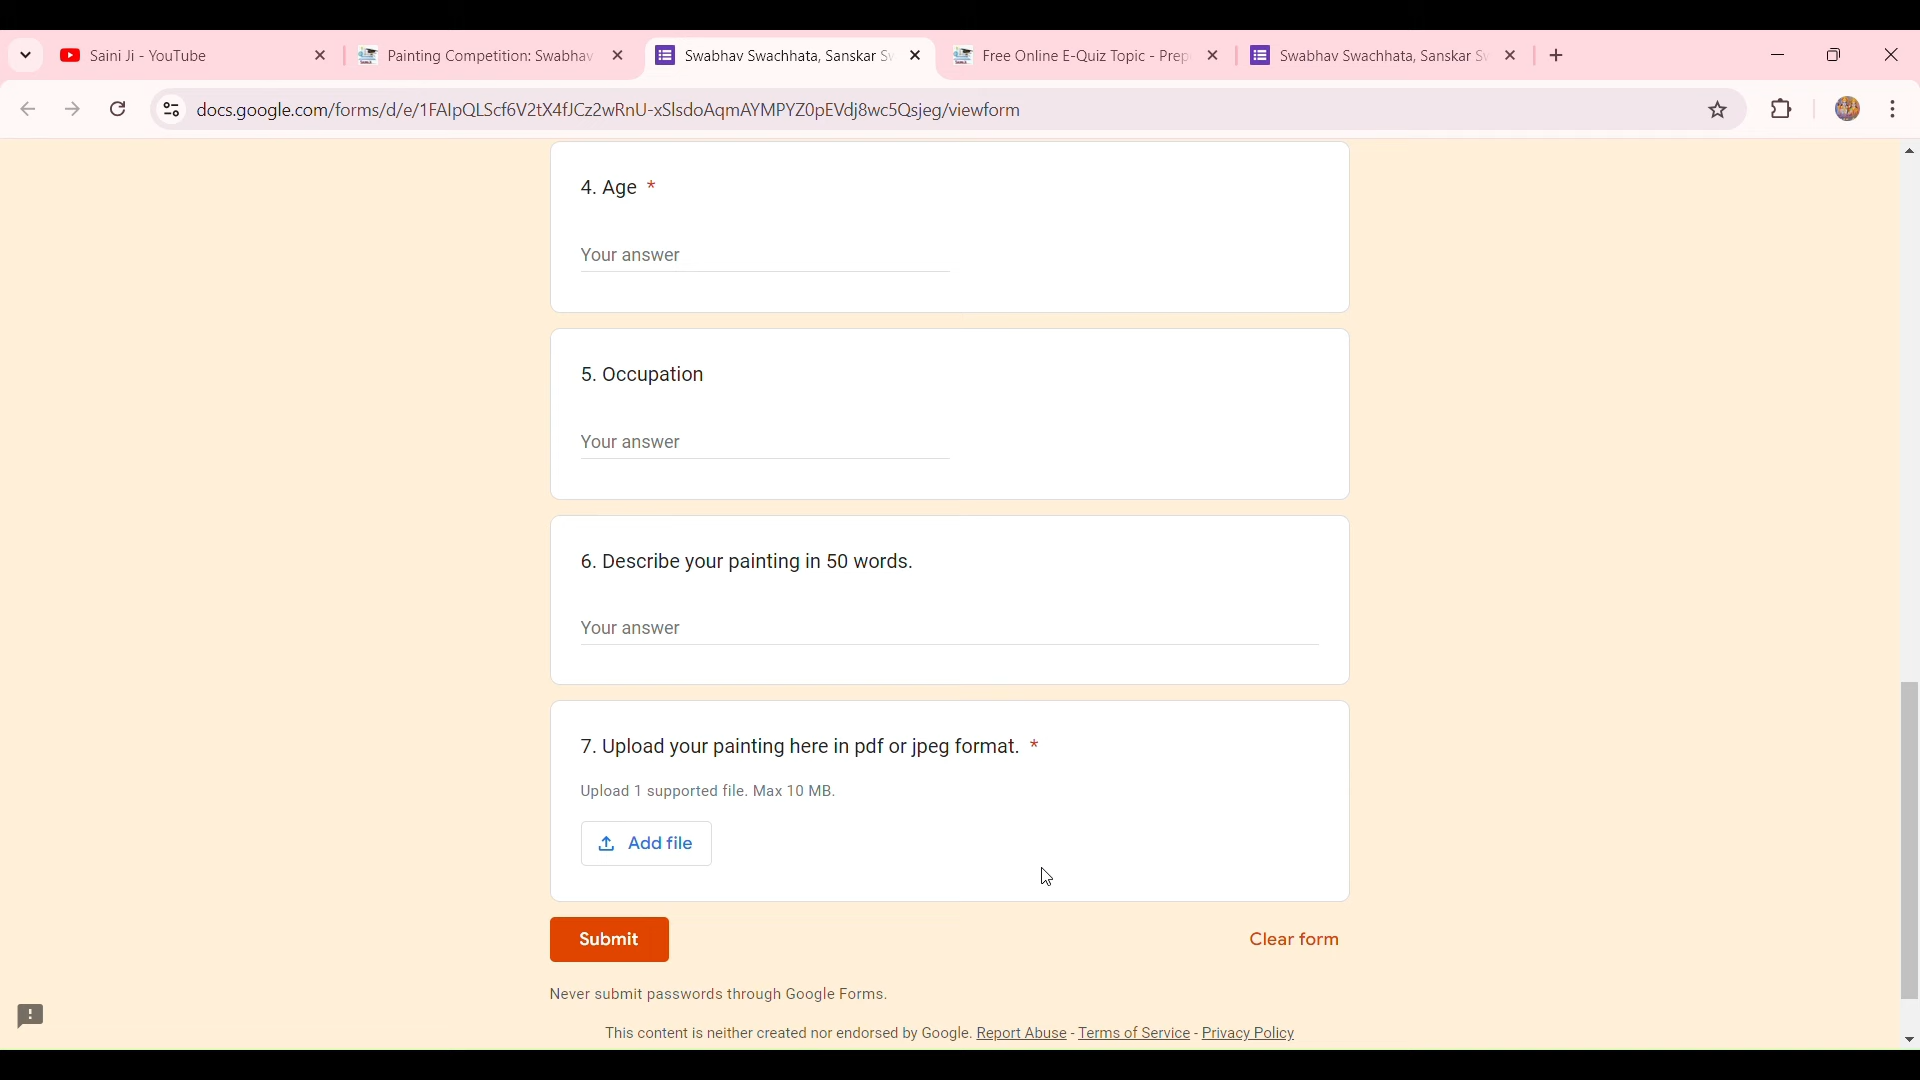 Saini Ji - YouTube
Painting Competition: Swabhav
Swabhav Swachhata, Sanskar Sw
Free Online E-Quiz Topic - Prep
Swabhav Swachhata, Sanskar Sw
docs.google.com/forms/d/e/1FAIpQLScf6V2tX4fJCz2wRnU-xSlsdoAqmAYMPYZ0pEVdj8wc5Qsjeg/viewform
4. Age *
Your answer
5. Occupation
Your answer
6. Describe your painting in 50 words.
Your answer
7. Upload your painting here in pdf or jpeg format. *
Upload 1 supported file. Max 10 MB.
Add file
Submit
Clear form
Never submit passwords through Google Forms.
This content is neither created nor endorsed by Google. Report Abuse - Terms of Service - Privacy Policy